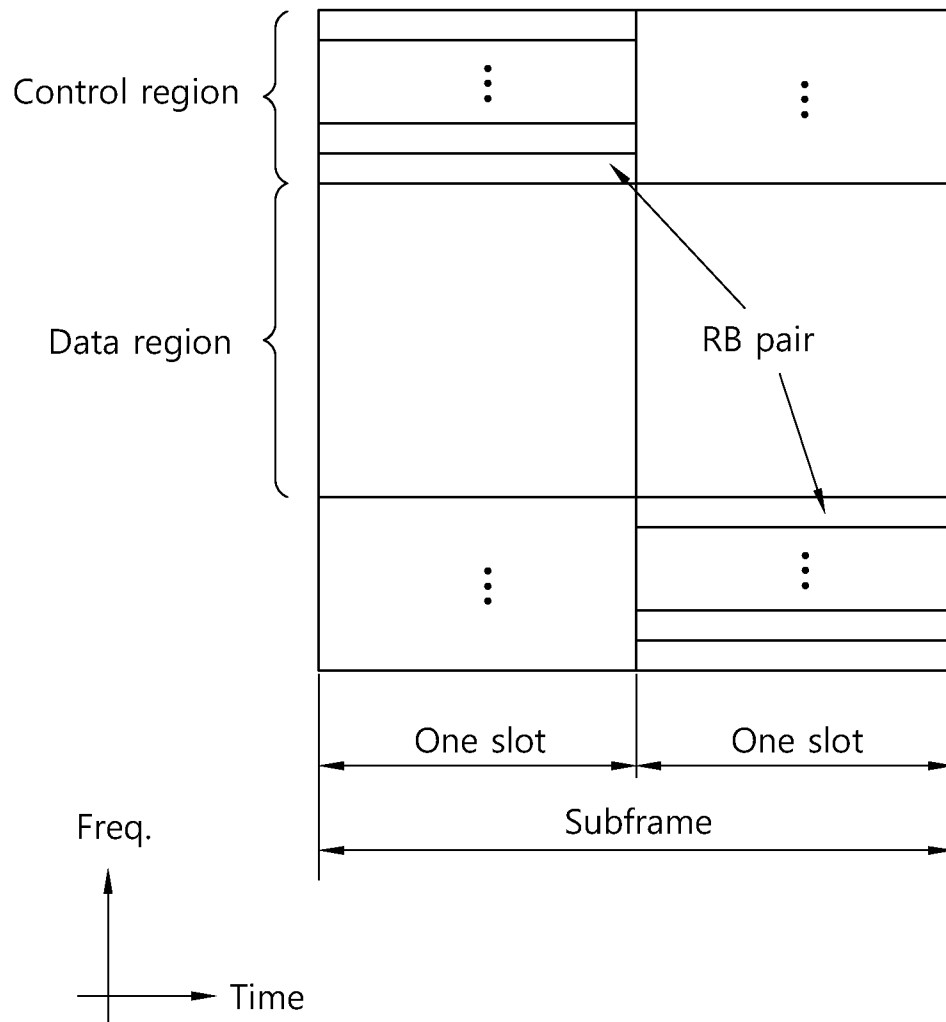 Control region
Data region
RB pair
One slot
One slot
Subframe
Freq.
Time